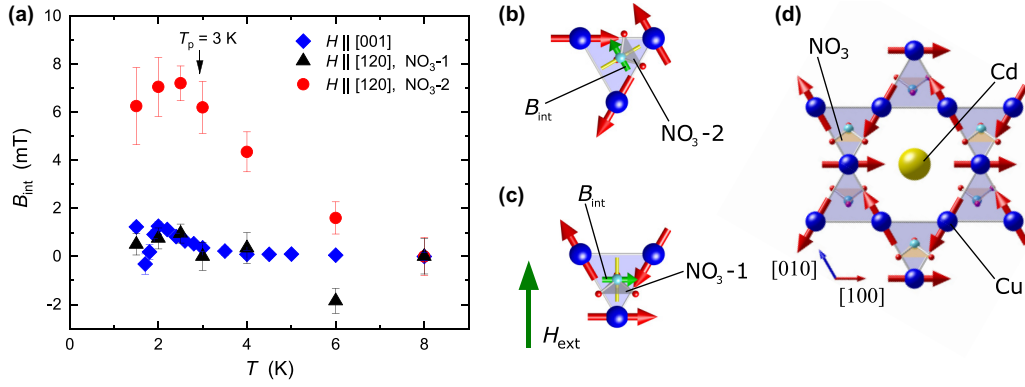 (a)
T_p = 3 K
H || [001]
H || [120], NO₃-1
H || [120], NO₃-2
B_int (mT)
10
8
6
4
2
0
-2
0 2 4 6 8 10
T (K)
(b)
B_int
NO₃-2
(c)
B_int
NO₃-1
H_ext
(d)
NO₃
Cd
[010]
[100]
Cu